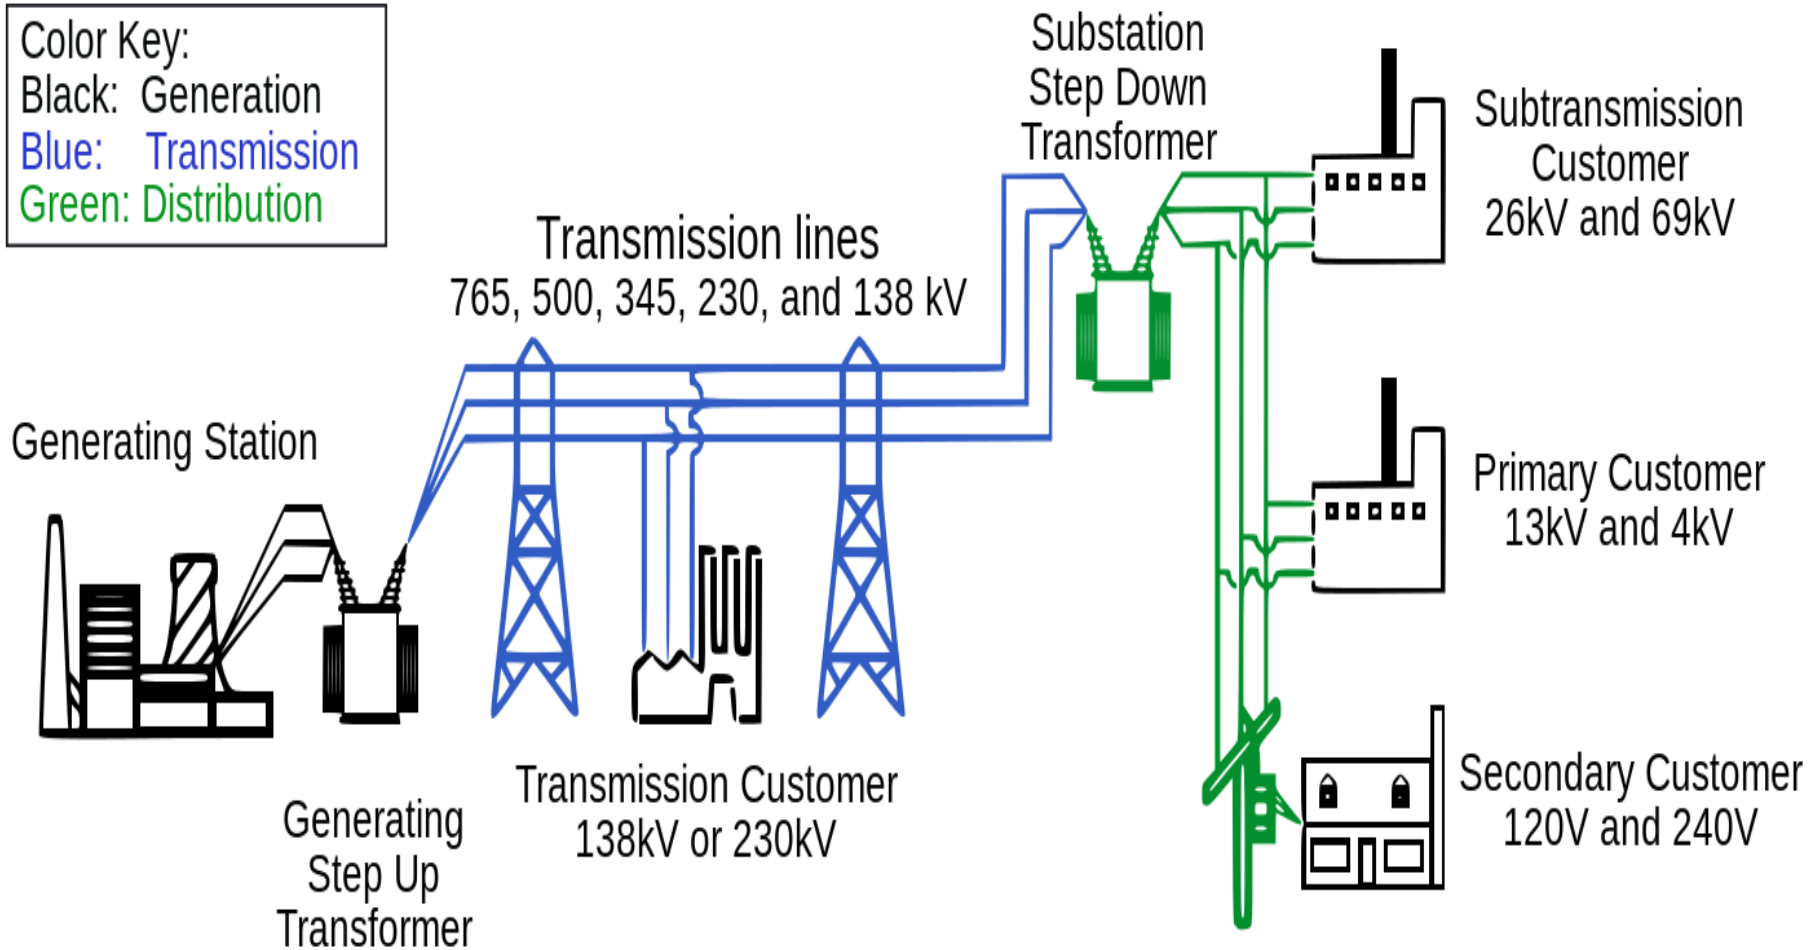 Color Key:
Black: Generation
Blue: Transmission
Green: Distribution
Substation
Step Down
Transformer
Subtransmission
Customer
26kV and 69kV
Transmission lines
765, 500, 345, 230, and 138 kV
Generating Station
Primary Customer
13kV and 4kV
Transmission Customer
138kV or 230kV
Secondary Customer
120V and 240V
Generating
Step Up
Transformer